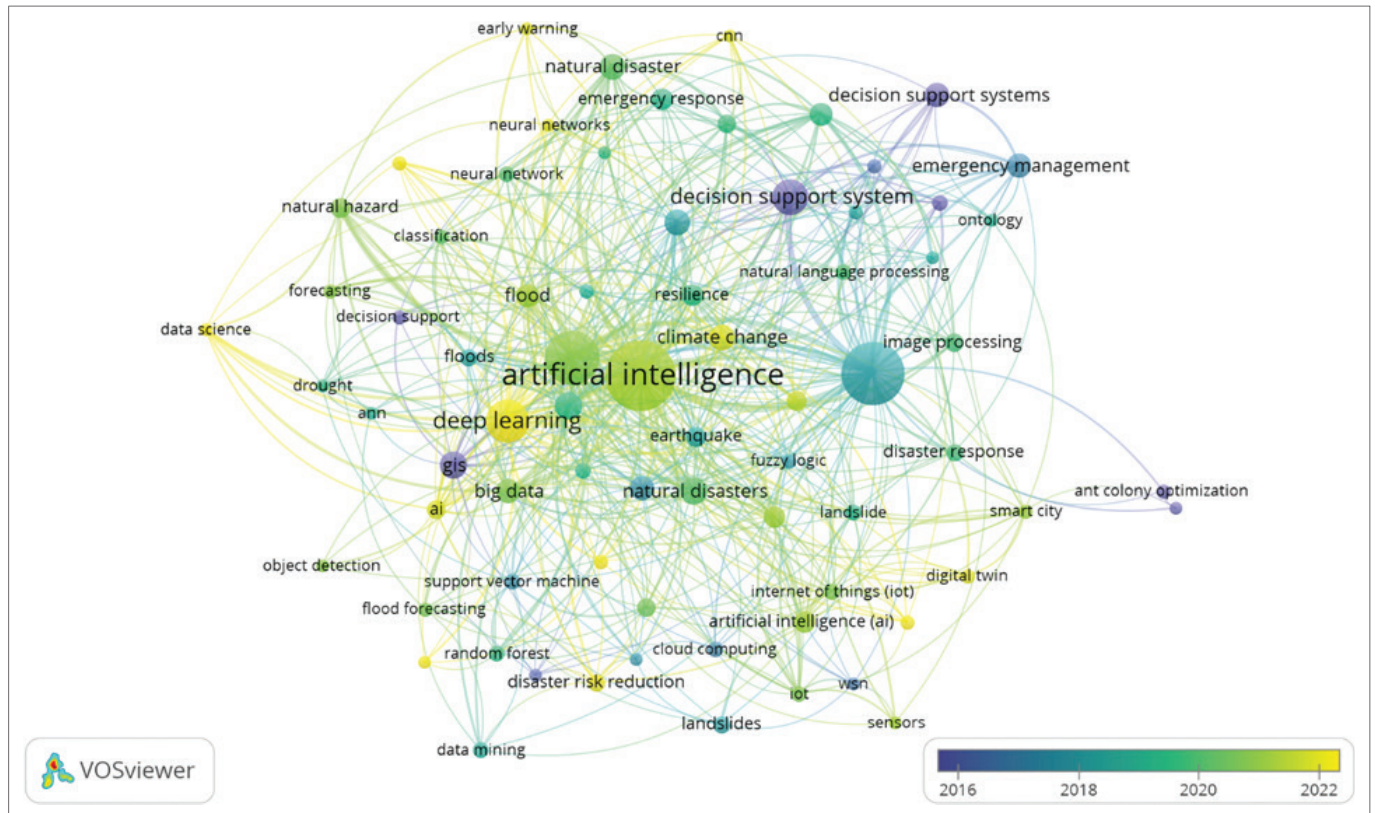 early warning
cnn
natural disaster
decision support systems
emergency response
neural networks
emergency management
neural network
decision support system
natural hazard
ontology
classification
natural language processing
forecasting
flood
resilience
decision support
data science
climate change
image processing
floods
artificial intelligence
drought
ann
deep learning
earthquake
disaster response
gis
fuzzy logic
big data
natural disasters
ant colony optimization
ai
landslide
smart city
object detection
support vector machine
digital twin
internet of things (iot)
flood forecasting
artificial intelligence (ai)
random forest
cloud computing
disaster risk reduction
wsn
iot
landslides
sensors
data mining
VOSviewer
2016 2018 2020 2022